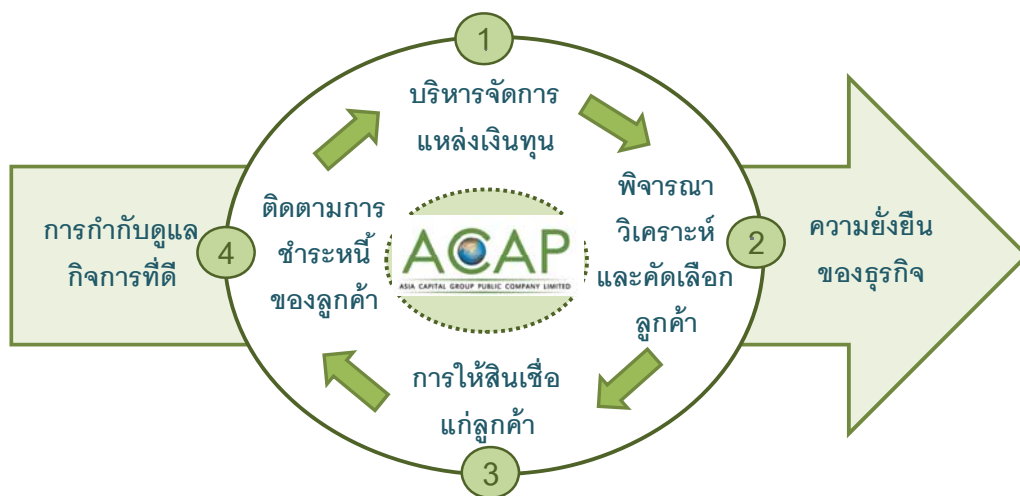 1
บริหารจัดการ
แหล่งเงินทุน
พิจารณา
วิเคราะห์
และคัดเลือก
ลูกค้า
2
การให้สินเชื่อ
แก่ลูกค้า
3
ติดตามการ
ชำระหนี้
ของลูกค้า
4
การกำกับดูแล
กิจการที่ดี
ACAP
ASIA CAPITAL GROUP PUBLIC COMPANY LIMITED
ความยั่งยืน
ของธุรกิจ